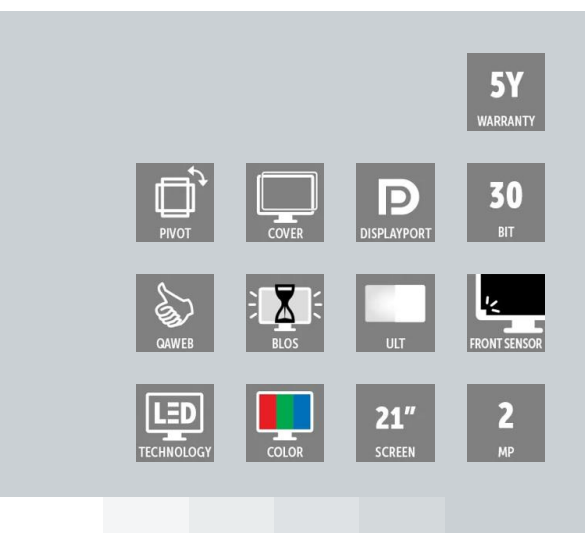 5Y
WARRANTY
PIVOT
COVER
DISPLAYPORT
30
BIT
QAWEB
BLOS
ULT
FRONT SENSOR
LED
TECHNOLOGY
COLOR
21"
SCREEN
2
MP